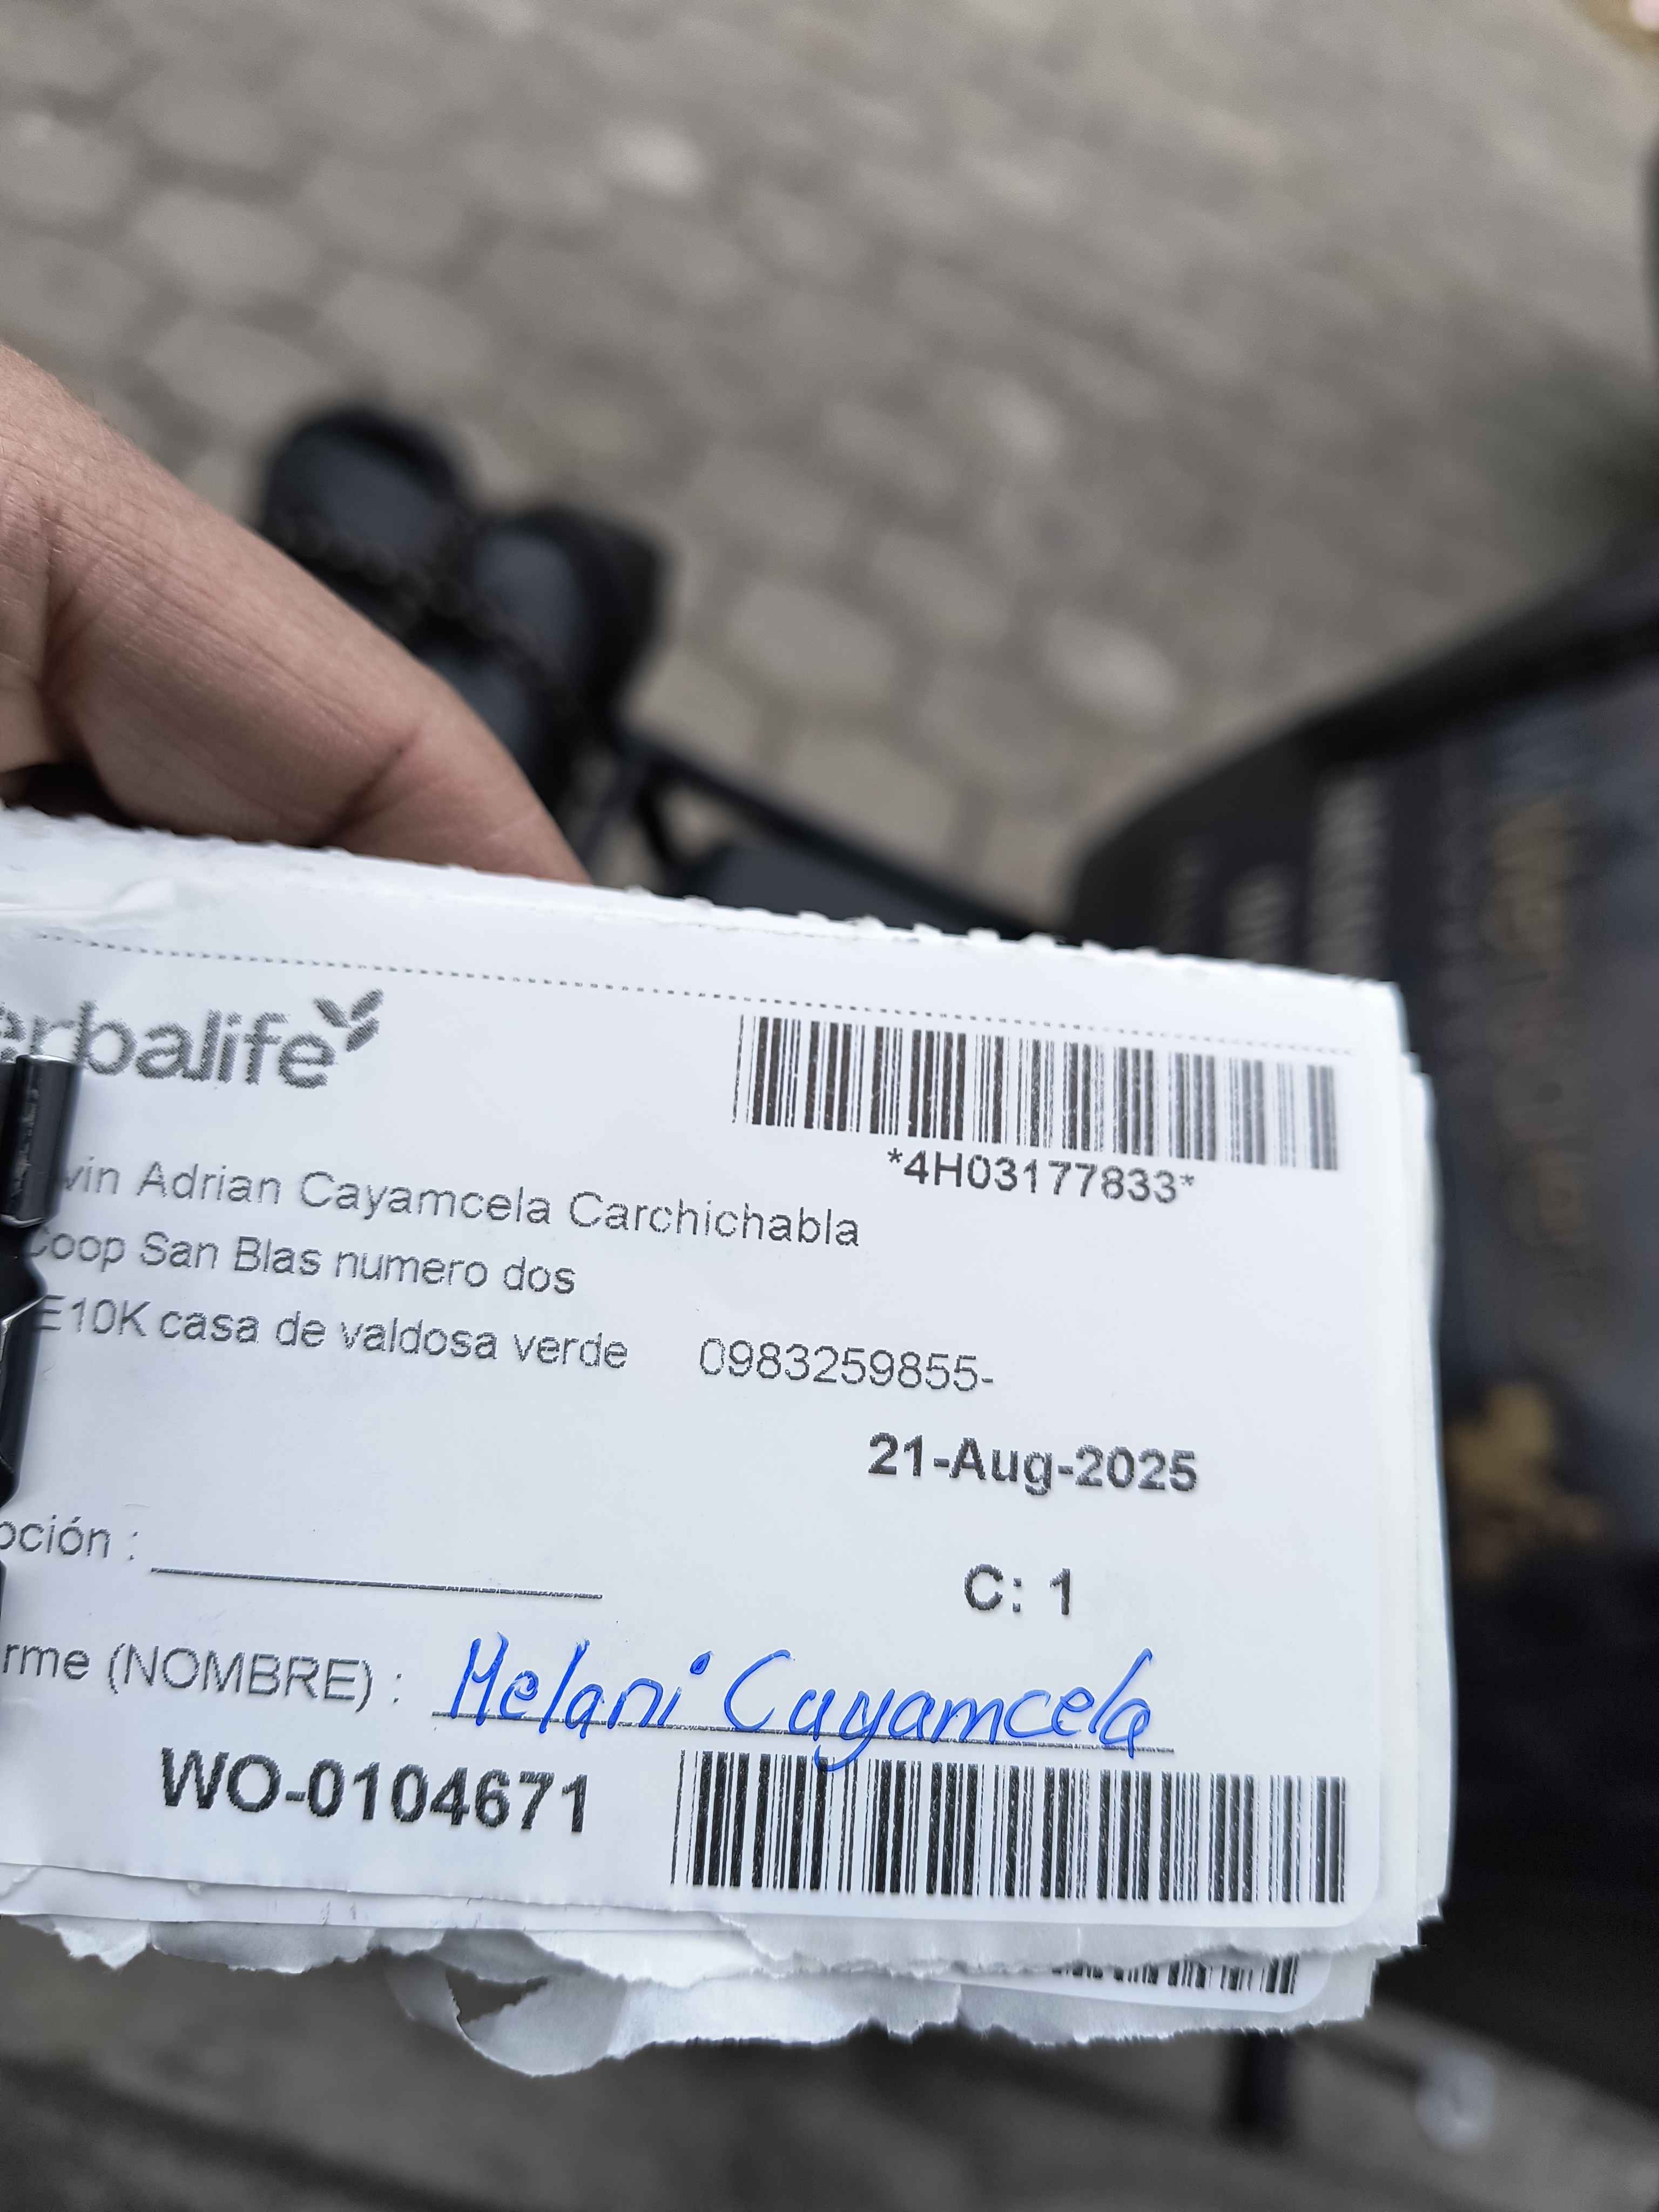 erbalife
*4H03177833*
vin Adrian Cayamcela Carchichabla
Coop San Blas numero dos
E10K casa de valdosa verde 0983259855-
21-Aug-2025
pción :
C: 1
rme (NOMBRE) : Melani Cayamcela
WO-0104671